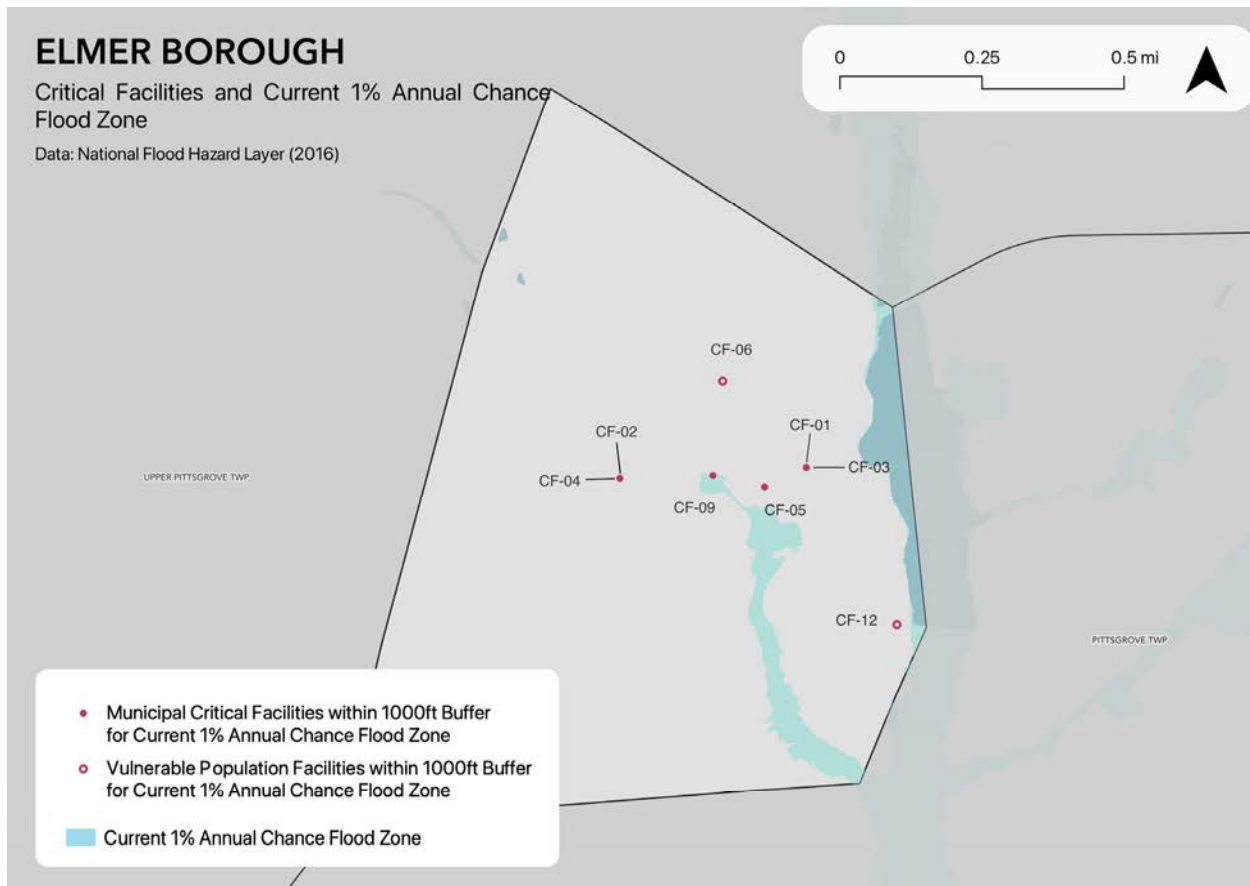 ELMER BOROUGH
Critical Facilities and Current 1% Annual Chance
Flood Zone
Data: National Flood Hazard Layer (2016)
0 0.25 0.5 mi
CF-06
CF-01
CF-02
CF-03
CF-04
CF-09
CF-05
UPPER PITTSGROVE TWP
CF-12
PITTSGROVE TWP
Municipal Critical Facilities within 1000ft Buffer
for Current 1% Annual Chance Flood Zone
Vulnerable Population Facilities within 1000ft Buffer
for Current 1% Annual Chance Flood Zone
Current 1% Annual Chance Flood Zone